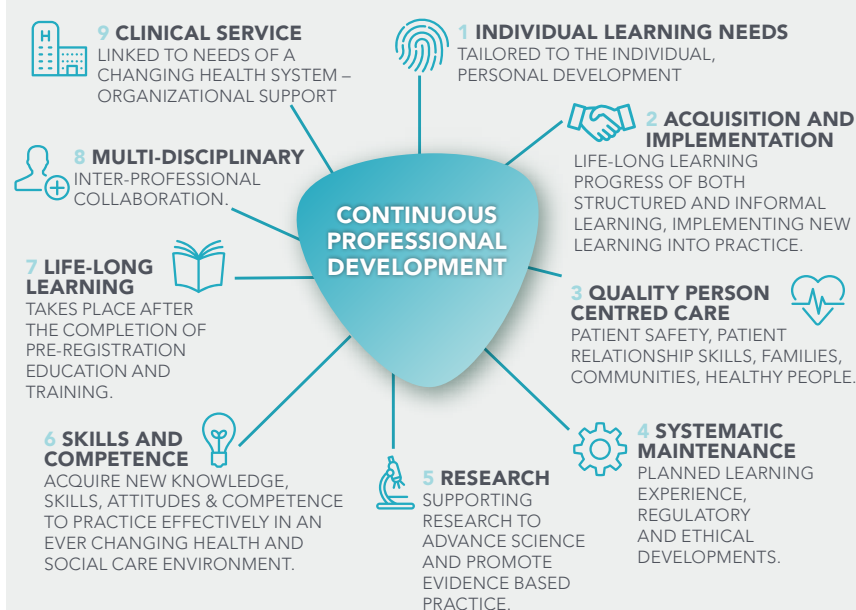 CONTINUOUS
PROFESSIONAL
DEVELOPMENT
1 INDIVIDUAL LEARNING NEEDS
TAILORED TO THE INDIVIDUAL,
PERSONAL DEVELOPMENT
2 ACQUISITION AND
IMPLEMENTATION
LIFE-LONG LEARNING
PROGRESS OF BOTH
STRUCTURED AND INFORMAL
LEARNING, IMPLEMENTING NEW
LEARNING INTO PRACTICE.
3 QUALITY PERSON
CENTRED CARE
PATIENT SAFETY, PATIENT
RELATIONSHIP SKILLS, FAMILIES,
COMMUNITIES, HEALTHY PEOPLE.
4 SYSTEMATIC
MAINTENANCE
PLANNED LEARNING
EXPERIENCE,
REGULATORY
AND ETHICAL
DEVELOPMENTS.
5 RESEARCH
SUPPORTING
RESEARCH TO
ADVANCE SCIENCE
AND PROMOTE
EVIDENCE BASED
PRACTICE.
6 SKILLS AND
COMPETENCE
ACQUIRE NEW KNOWLEDGE,
SKILLS, ATTITUDES & COMPETENCE
TO PRACTICE EFFECTIVELY IN AN
EVER CHANGING HEALTH AND
SOCIAL CARE ENVIRONMENT.
7 LIFE-LONG
LEARNING
TAKES PLACE AFTER
THE COMPLETION OF
PRE-REGISTRATION
EDUCATION AND
TRAINING.
8 MULTI-DISCIPLINARY
INTER-PROFESSIONAL
COLLABORATION.
H
9 CLINICAL SERVICE
LINKED TO NEEDS OF A
CHANGING HEALTH SYSTEM –
ORGANIZATIONAL SUPPORT